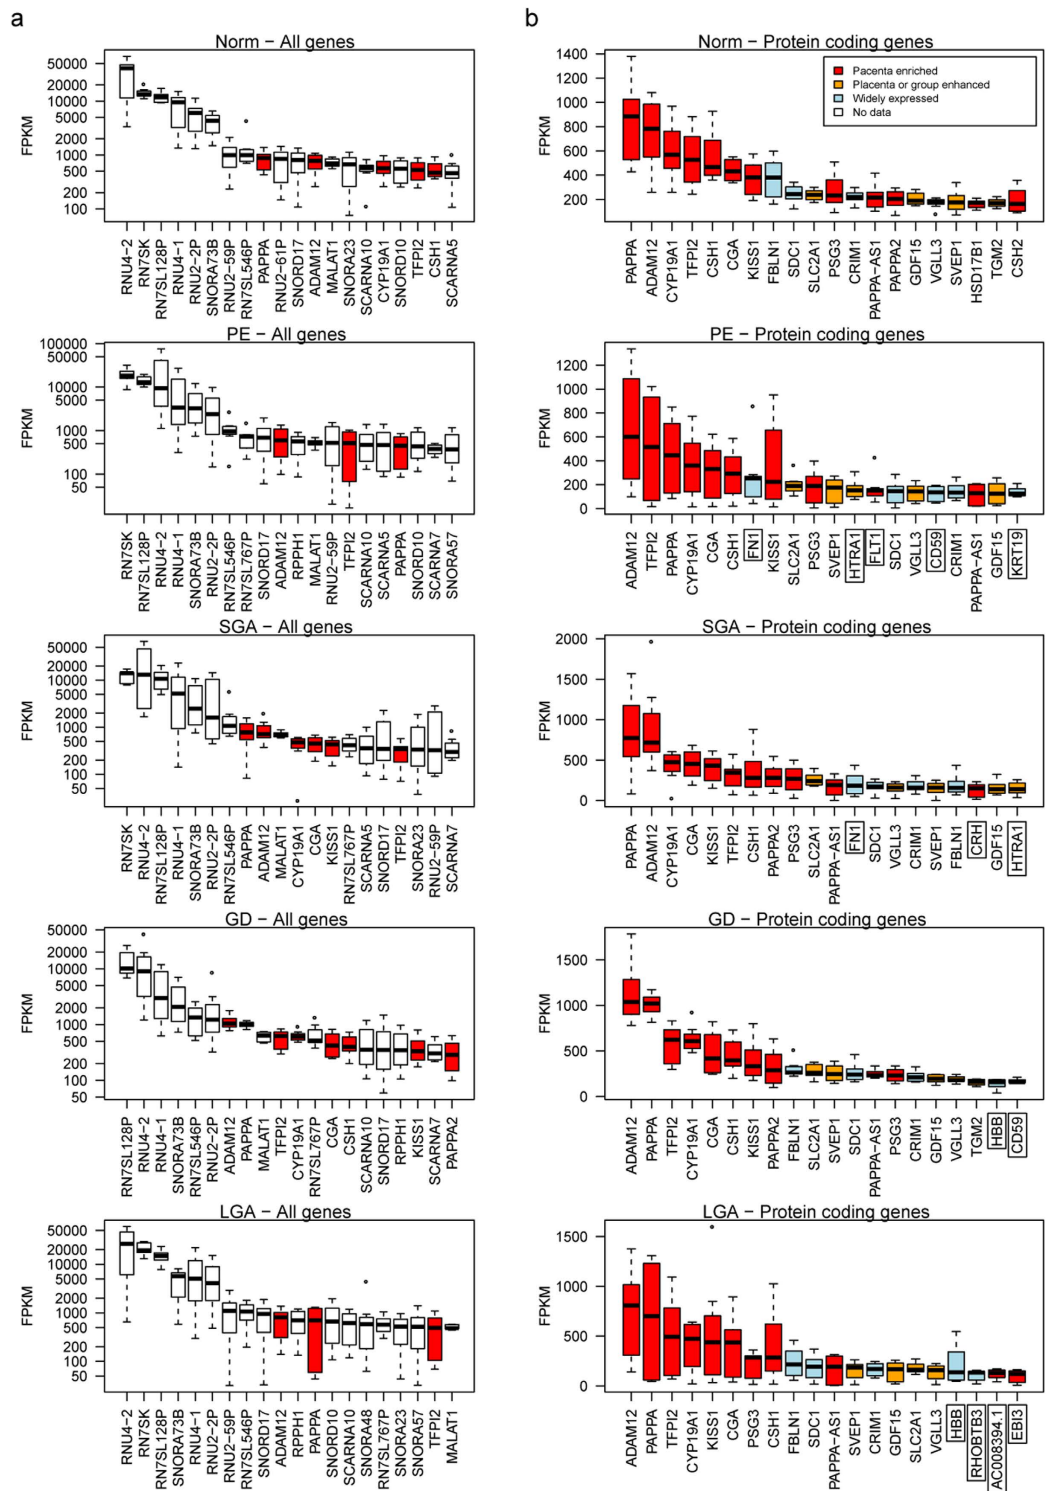 a
b
Norm – All genes
FPKM
50000
20000
10000
5000
2000
1000
500
200
100
RNU4-2
RN7SK
RN7SL128P
RNU4-1
RNU2-2P
SNORA73B
RNU2-59P
RN7SL546P
PAPPA
RNU2-61P
SNORD17
ADAM12
MALAT1
SNORA23
SCARNA10
CYP19A1
SNORD10
TFPI2
CSH1
SCARNA5
Norm – Protein coding genes
FPKM
1400
1200
1000
800
600
400
200
Pacenta enriched
Placenta or group enhanced
Widely expressed
No data
PAPPA
ADAM12
CYP19A1
TFPI2
CSH1
CGA
KISS1
FBLN1
SDC1
SLC2A1
PSG3
CRIM1
PAPPA-AS1
PAPPA2
GDF15
VGLL3
SVEP1
HSD17B1
TGM2
CSH2
PE – All genes
FPKM
100000
50000
10000
5000
1000
500
100
50
RN7SK
RN7SL128P
RNU4-2
RNU4-1
SNORA73B
RNU2-2P
RN7SL546P
RN7SL767P
SNORD17
ADAM12
RPPH1
MALAT1
RNU2-59P
TFPI2
SCARNA10
SCARNA5
PAPPA
SNORD10
SCARNA7
SNORA57
PE – Protein coding genes
FPKM
1200
1000
800
600
400
200
0
ADAM12
TFPI2
PAPPA
CYP19A1
CGA
CSH1
FN1
KISS1
SLC2A1
PSG3
SVEP1
HTRA1
FLT1
SDC1
VGLL3
CD59
CRIM1
PAPPA-AS1
GDF15
KRT19
SGA – All genes
FPKM
50000
20000
10000
5000
2000
1000
500
200
100
50
RN7SK
RNU4-2
RN7SL128P
RNU4-1
SNORA73B
RNU2-2P
RN7SL546P
PAPPA
ADAM12
MALAT1
CYP19A1
CGA
KISS1
RN7SL767P
SCARNA5
SNORD17
TFPI2
SNORD23
RNU2-59P
SCARNA7
SGA – Protein coding genes
FPKM
2000
1500
1000
500
0
PAPPA
ADAM12
CYP19A1
CGA
KISS1
TFPI2
CSH1
PAPPA2
PSG3
SLC2A1
PAPPA-AS1
FN1
SDC1
VGLL3
CRIM1
SVEP1
FBLN1
CRH
GDF15
HTRA1
GD – All genes
FPKM
50000
20000
10000
5000
2000
1000
500
200
100
50
RN7SL128P
RNU4-2
RNU4-1
SNORA73B
RN7SL546P
RNU2-2P
ADAM12
PAPPA
MALAT1
TFPI2
CYP19A1
RN7SL767P
CGA
CSH1
SCARNA10
SNORD17
RPPH1
KISS1
SCARNA7
PAPPA2
GD – Protein coding genes
FPKM
1500
1000
500
0
ADAM12
PAPPA
TFPI2
CYP19A1
CGA
CSH1
KISS1
PAPPA2
FBLN1
SLC2A1
SVEP1
SDC1
PAPPA-AS1
PSG3
CRIM1
GDF15
VGLL3
TGM2
HBB
CD59
LGA – All genes
FPKM
50000
20000
10000
5000
2000
1000
500
200
100
50
RNU4-2
RN7SK
RN7SL128P
SNORA73B
RNU4-1
RNU2-2P
RNU2-59P
RN7SL546P
SNORD17
ADAM12
RPPH1
PAPPA
SNORD10
SCARNA10
SNORA48
RN7SL767P
SNORA23
SNORA57
TFPI2
MALAT1
LGA – Protein coding genes
FPKM
1500
1000
500
0
ADAM12
PAPPA
TFPI2
CYP19A1
KISS1
CGA
PSG3
CSH1
FBLN1
SDC1
PAPPA-AS1
SVEP1
CRIM1
GDF15
SLC2A1
VGLL3
HBB
RHOBTB3
AC008394.1
EBI3